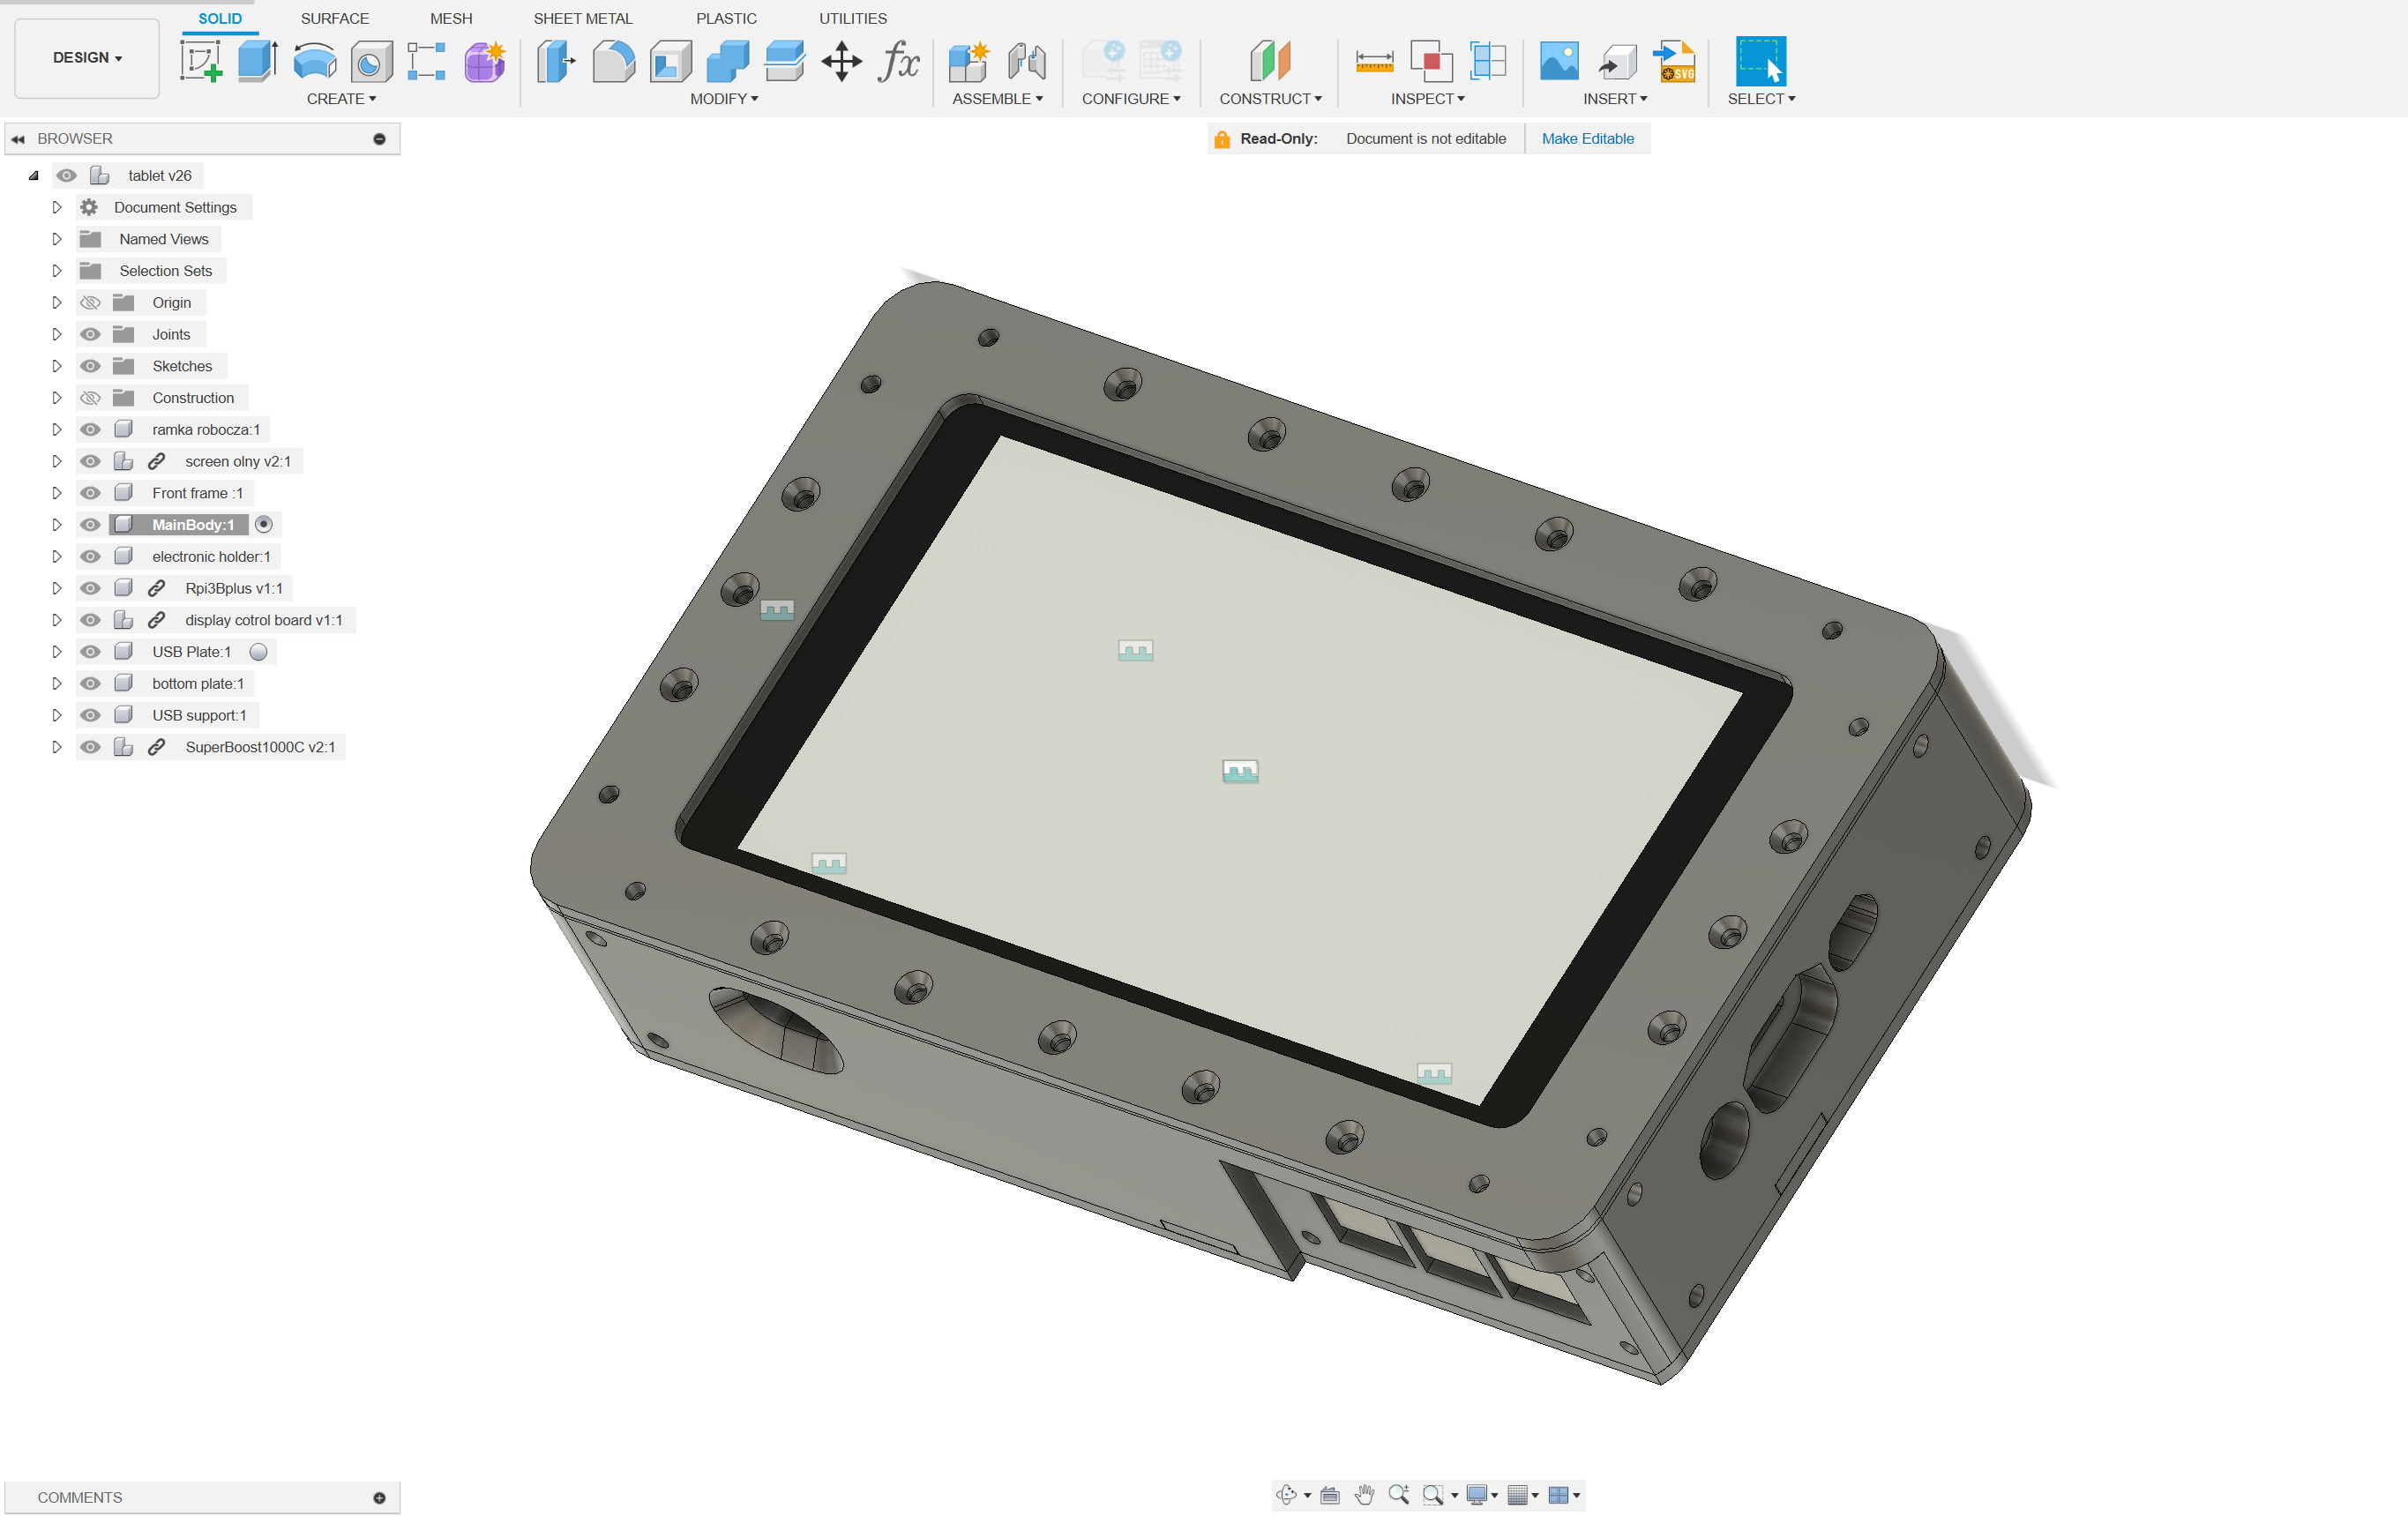 SOLID SURFACE MESH SHEET METAL PLASTIC UTILITIES
DESIGN
fx
SVG
CREATE MODIFY ASSEMBLE CONFIGURE CONSTRUCT INSPECT INSERT SELECT
BROWSER
Read-Only: Document is not editable Make Editable
tablet v26
Document Settings
Named Views
Selection Sets
Origin
Joints
Sketches
Construction
ramka robocza:1
screen olny v2:1
Front frame :1
MainBody:1
electronic holder:1
Rpi3Bplus v1:1
display cotrol board v1:1
USB Plate:1
bottom plate:1
USB support:1
SuperBoost1000C v2:1
COMMENTS